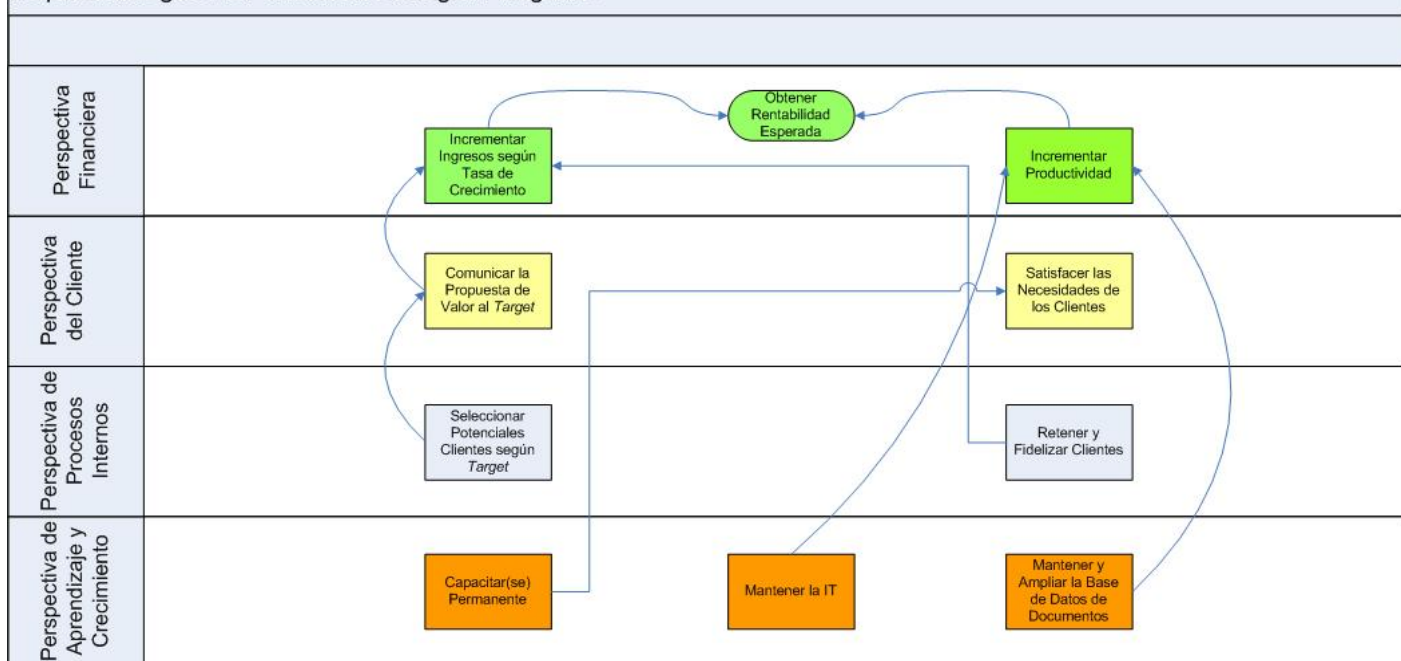 Perspectiva
Financiera
Obtener
Rentabilidad
Esperada
Incrementar
Ingresos según
Tasa de
Crecimiento
Incrementar
Productividad
Perspectiva
del Cliente
Comunicar la
Propuesta de
Valor al Target
Satisfacer las
Necesidades de
los Clientes
Perspectiva de
Procesos
Internos
Seleccionar
Potenciales
Clientes según
Target
Retener y
Fidelizar Clientes
Perspectiva de
Aprendizaje y
Crecimiento
Capacitar(se)
Permanente
Mantener la IT
Mantener y
Ampliar la Base
de Datos de
Documentos